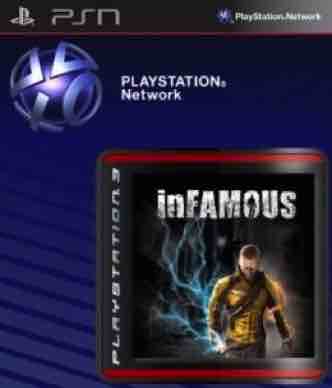 PSN
PlayStation.Network
PLAYSTATION®
Network
PLAYSTATION 3
inFAMOUS